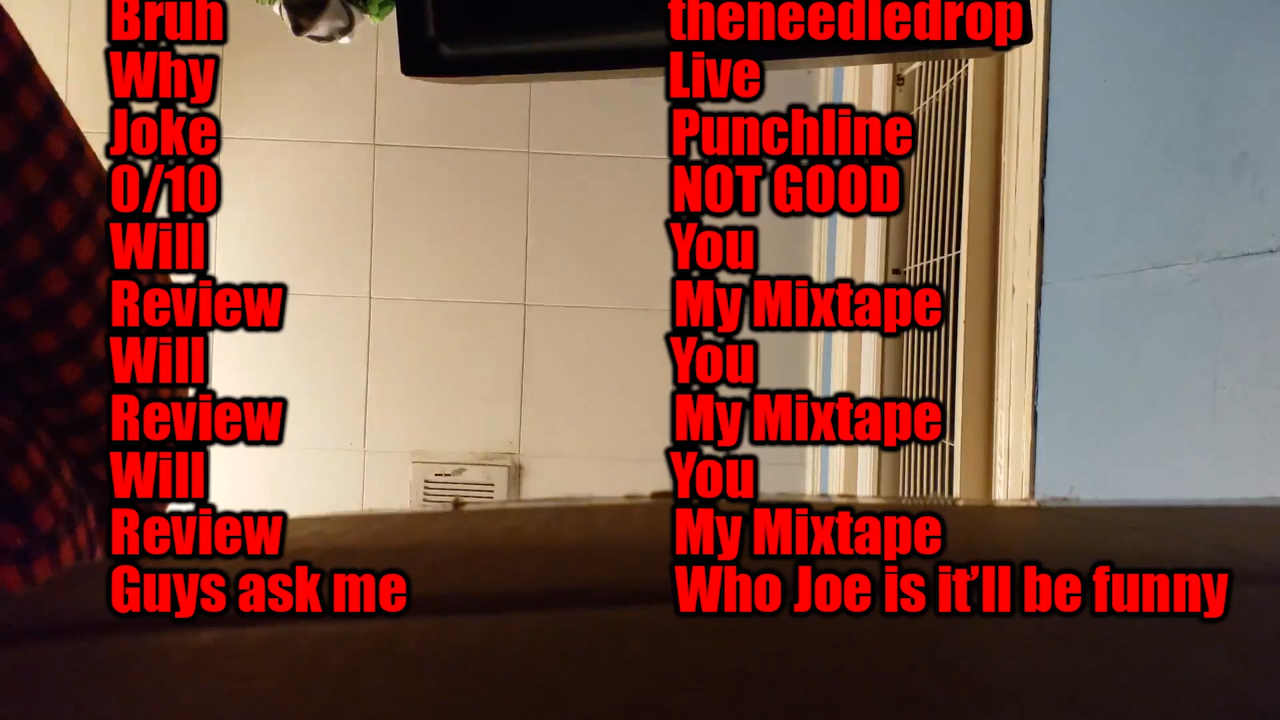 Bruh theneedledrop
Why Live
Joke Punchline
0/10 NOT GOOD
Will You
Review My Mixtape
Will You
Review My Mixtape
Will You
Review My Mixtape
Guys ask me Who Joe is it’ll be funny